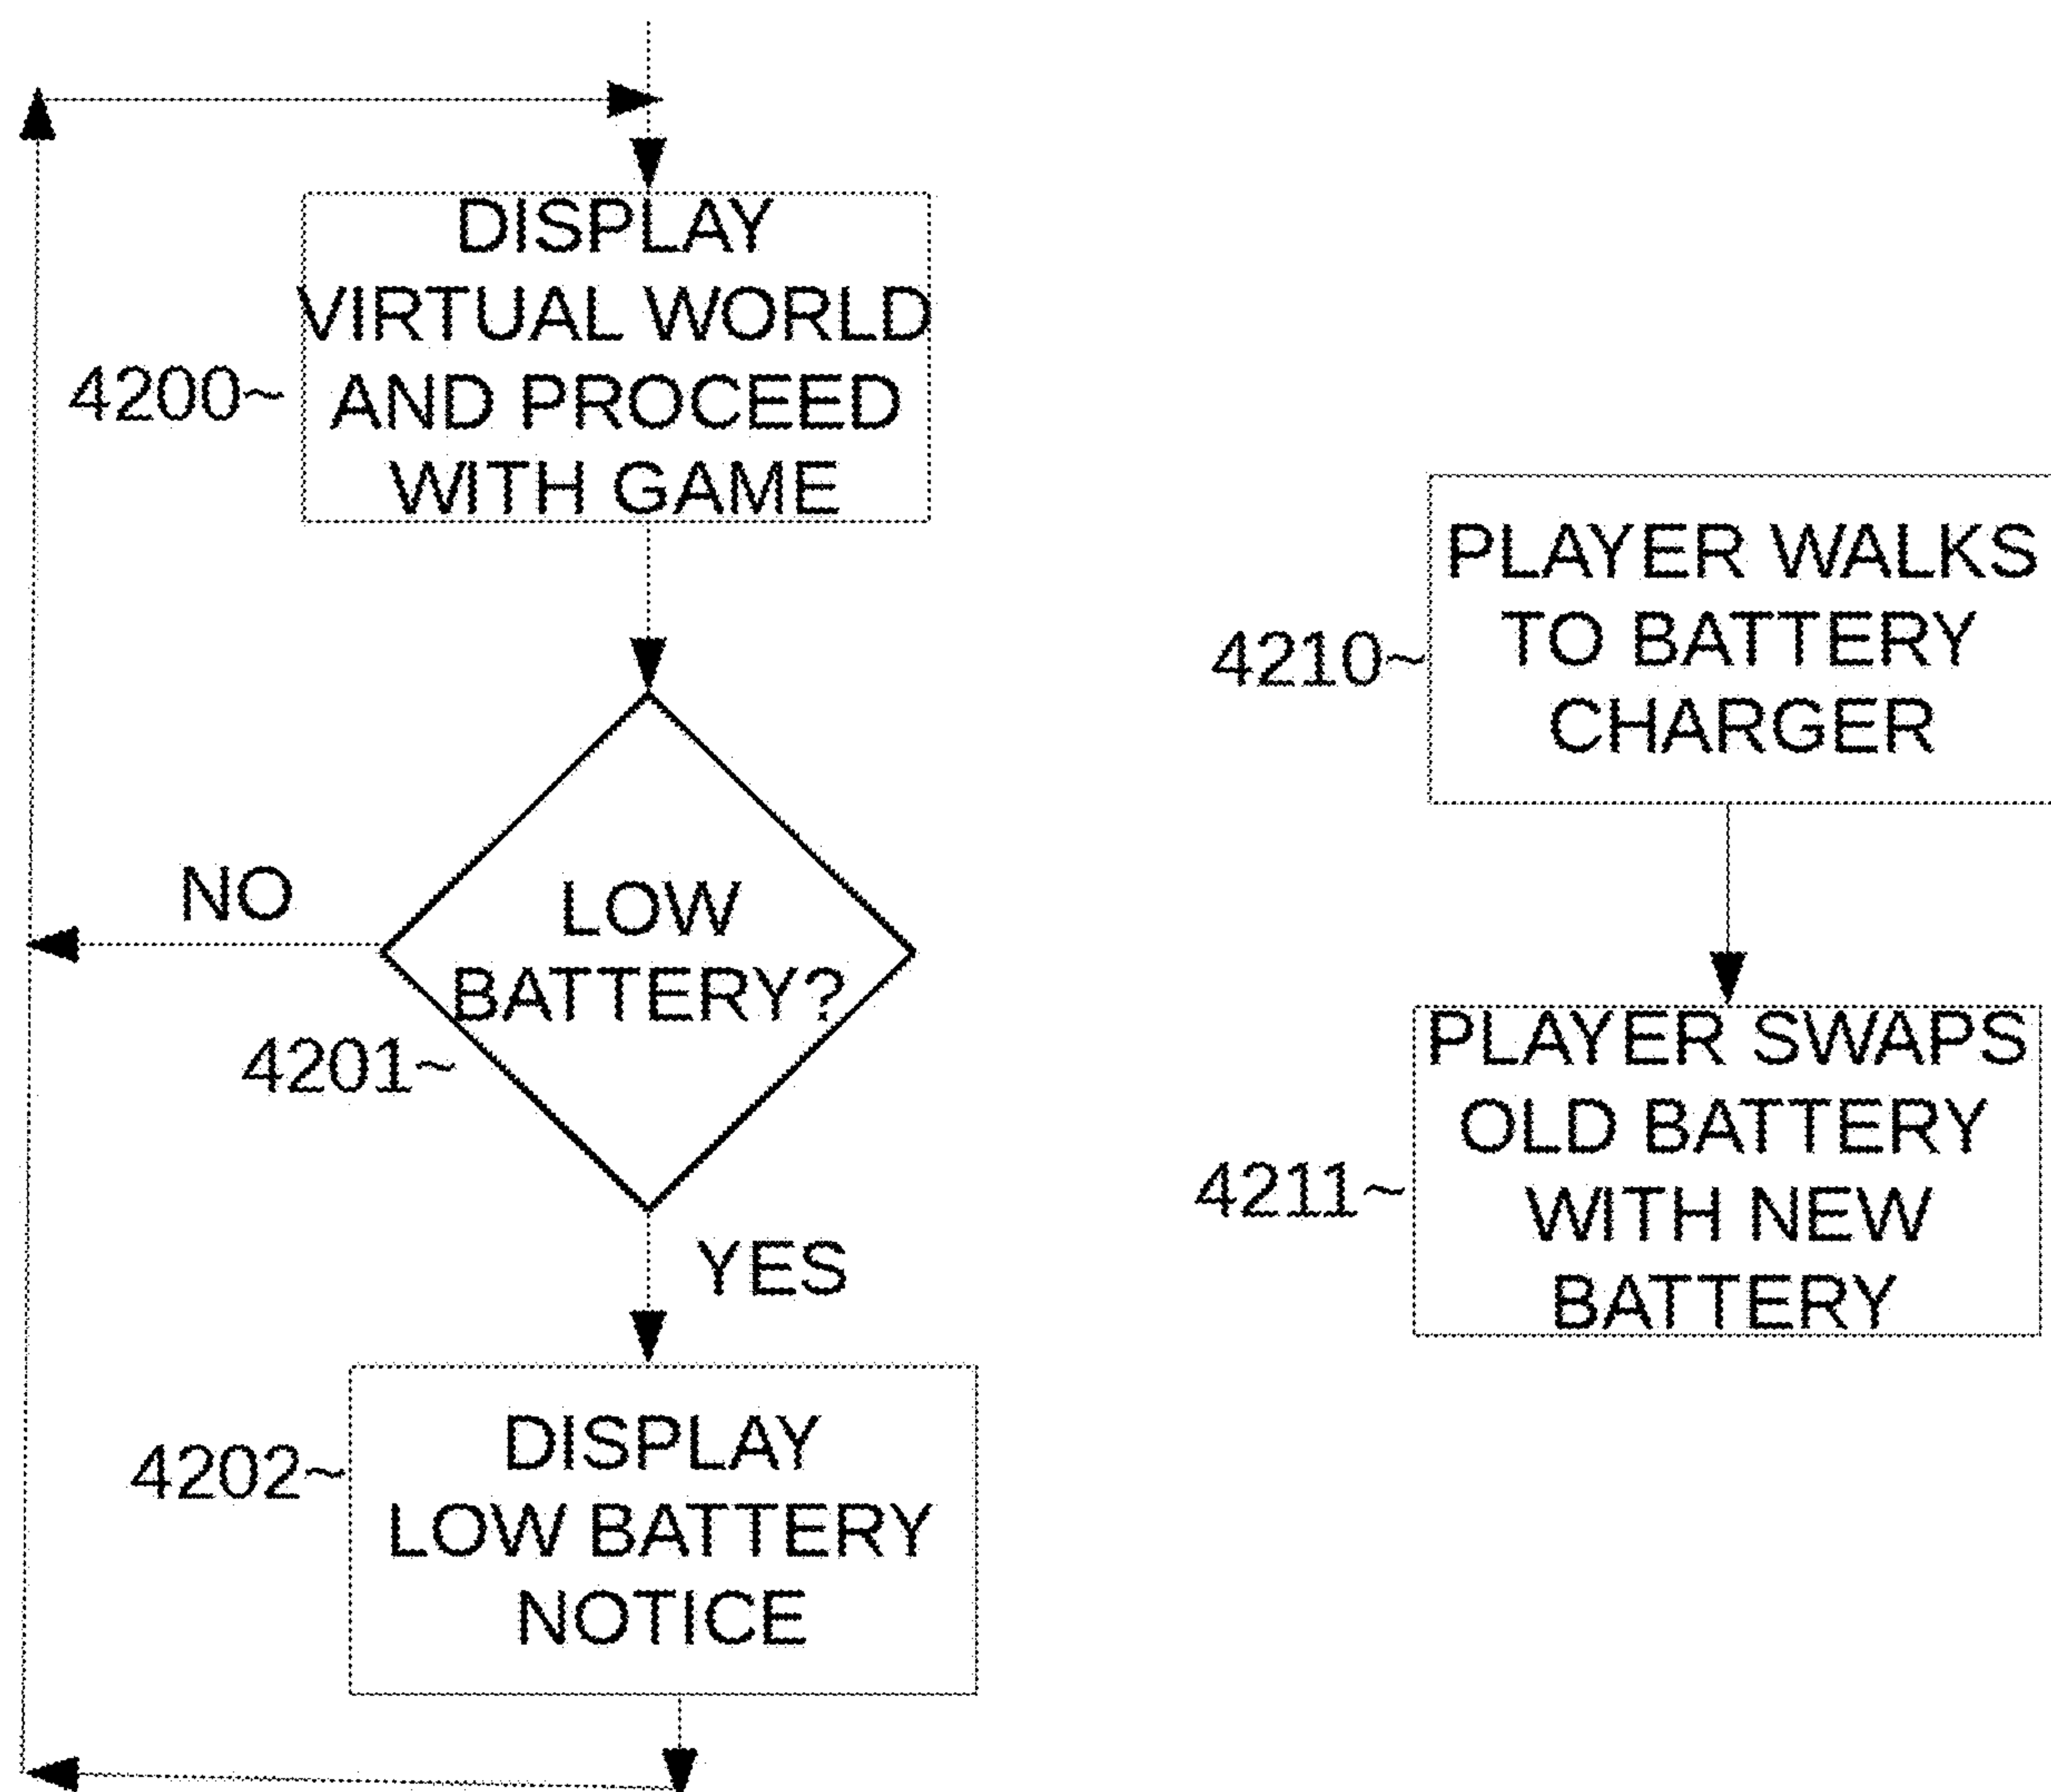 DISPLAY
VIRTUAL WORLD
AND PROCEED
WITH GAME
4200~
LOW
BATTERY?
4201~
NO
YES
DISPLAY
LOW BATTERY
NOTICE
4202~
PLAYER WALKS
TO BATTERY
CHARGER
4210~
PLAYER SWAPS
OLD BATTERY
WITH NEW
BATTERY
4211~